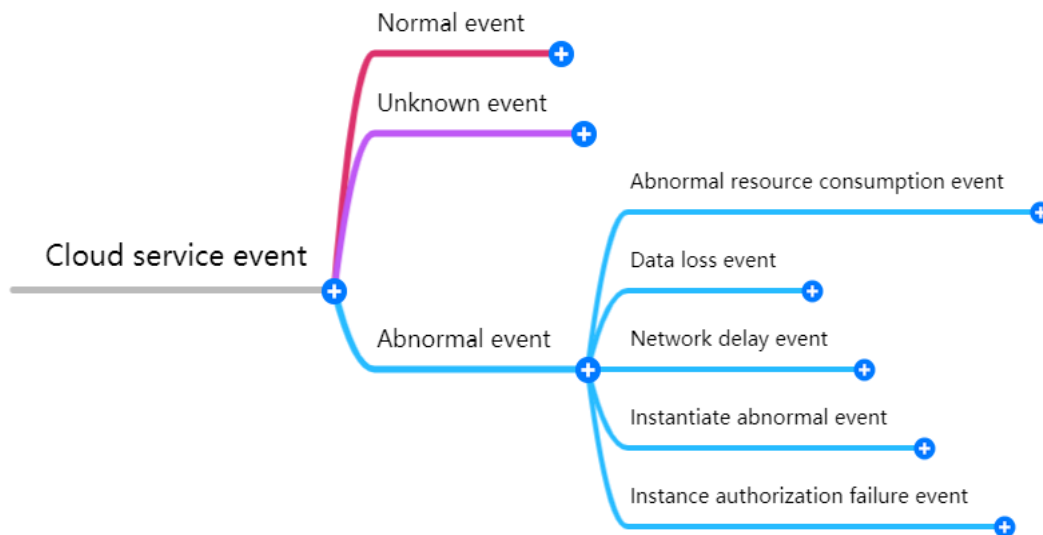 Normal event
Unknown event
Abnormal resource consumption event
Cloud service event
Data loss event
Abnormal event
Network delay event
Instantiate abnormal event
Instance authorization failure event